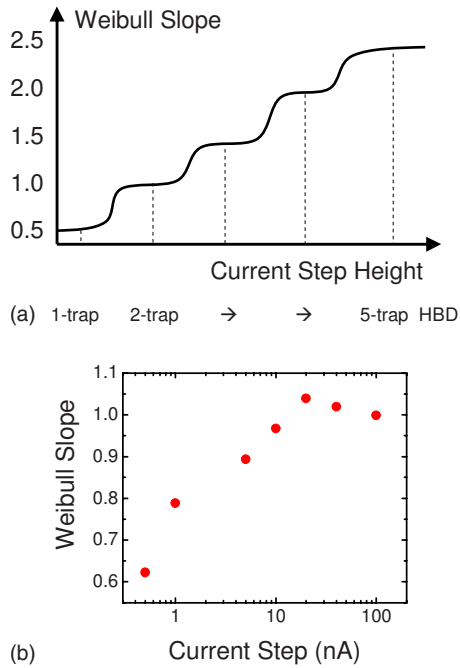 Weibull Slope
2.5
2.0
1.5
1.0
0.5
Current Step Height
(a) 1-trap 2-trap → → 5-trap HBD
1.1
1.0
0.9
0.8
0.7
0.6
Weibull Slope
1 10 100
(b) Current Step (nA)